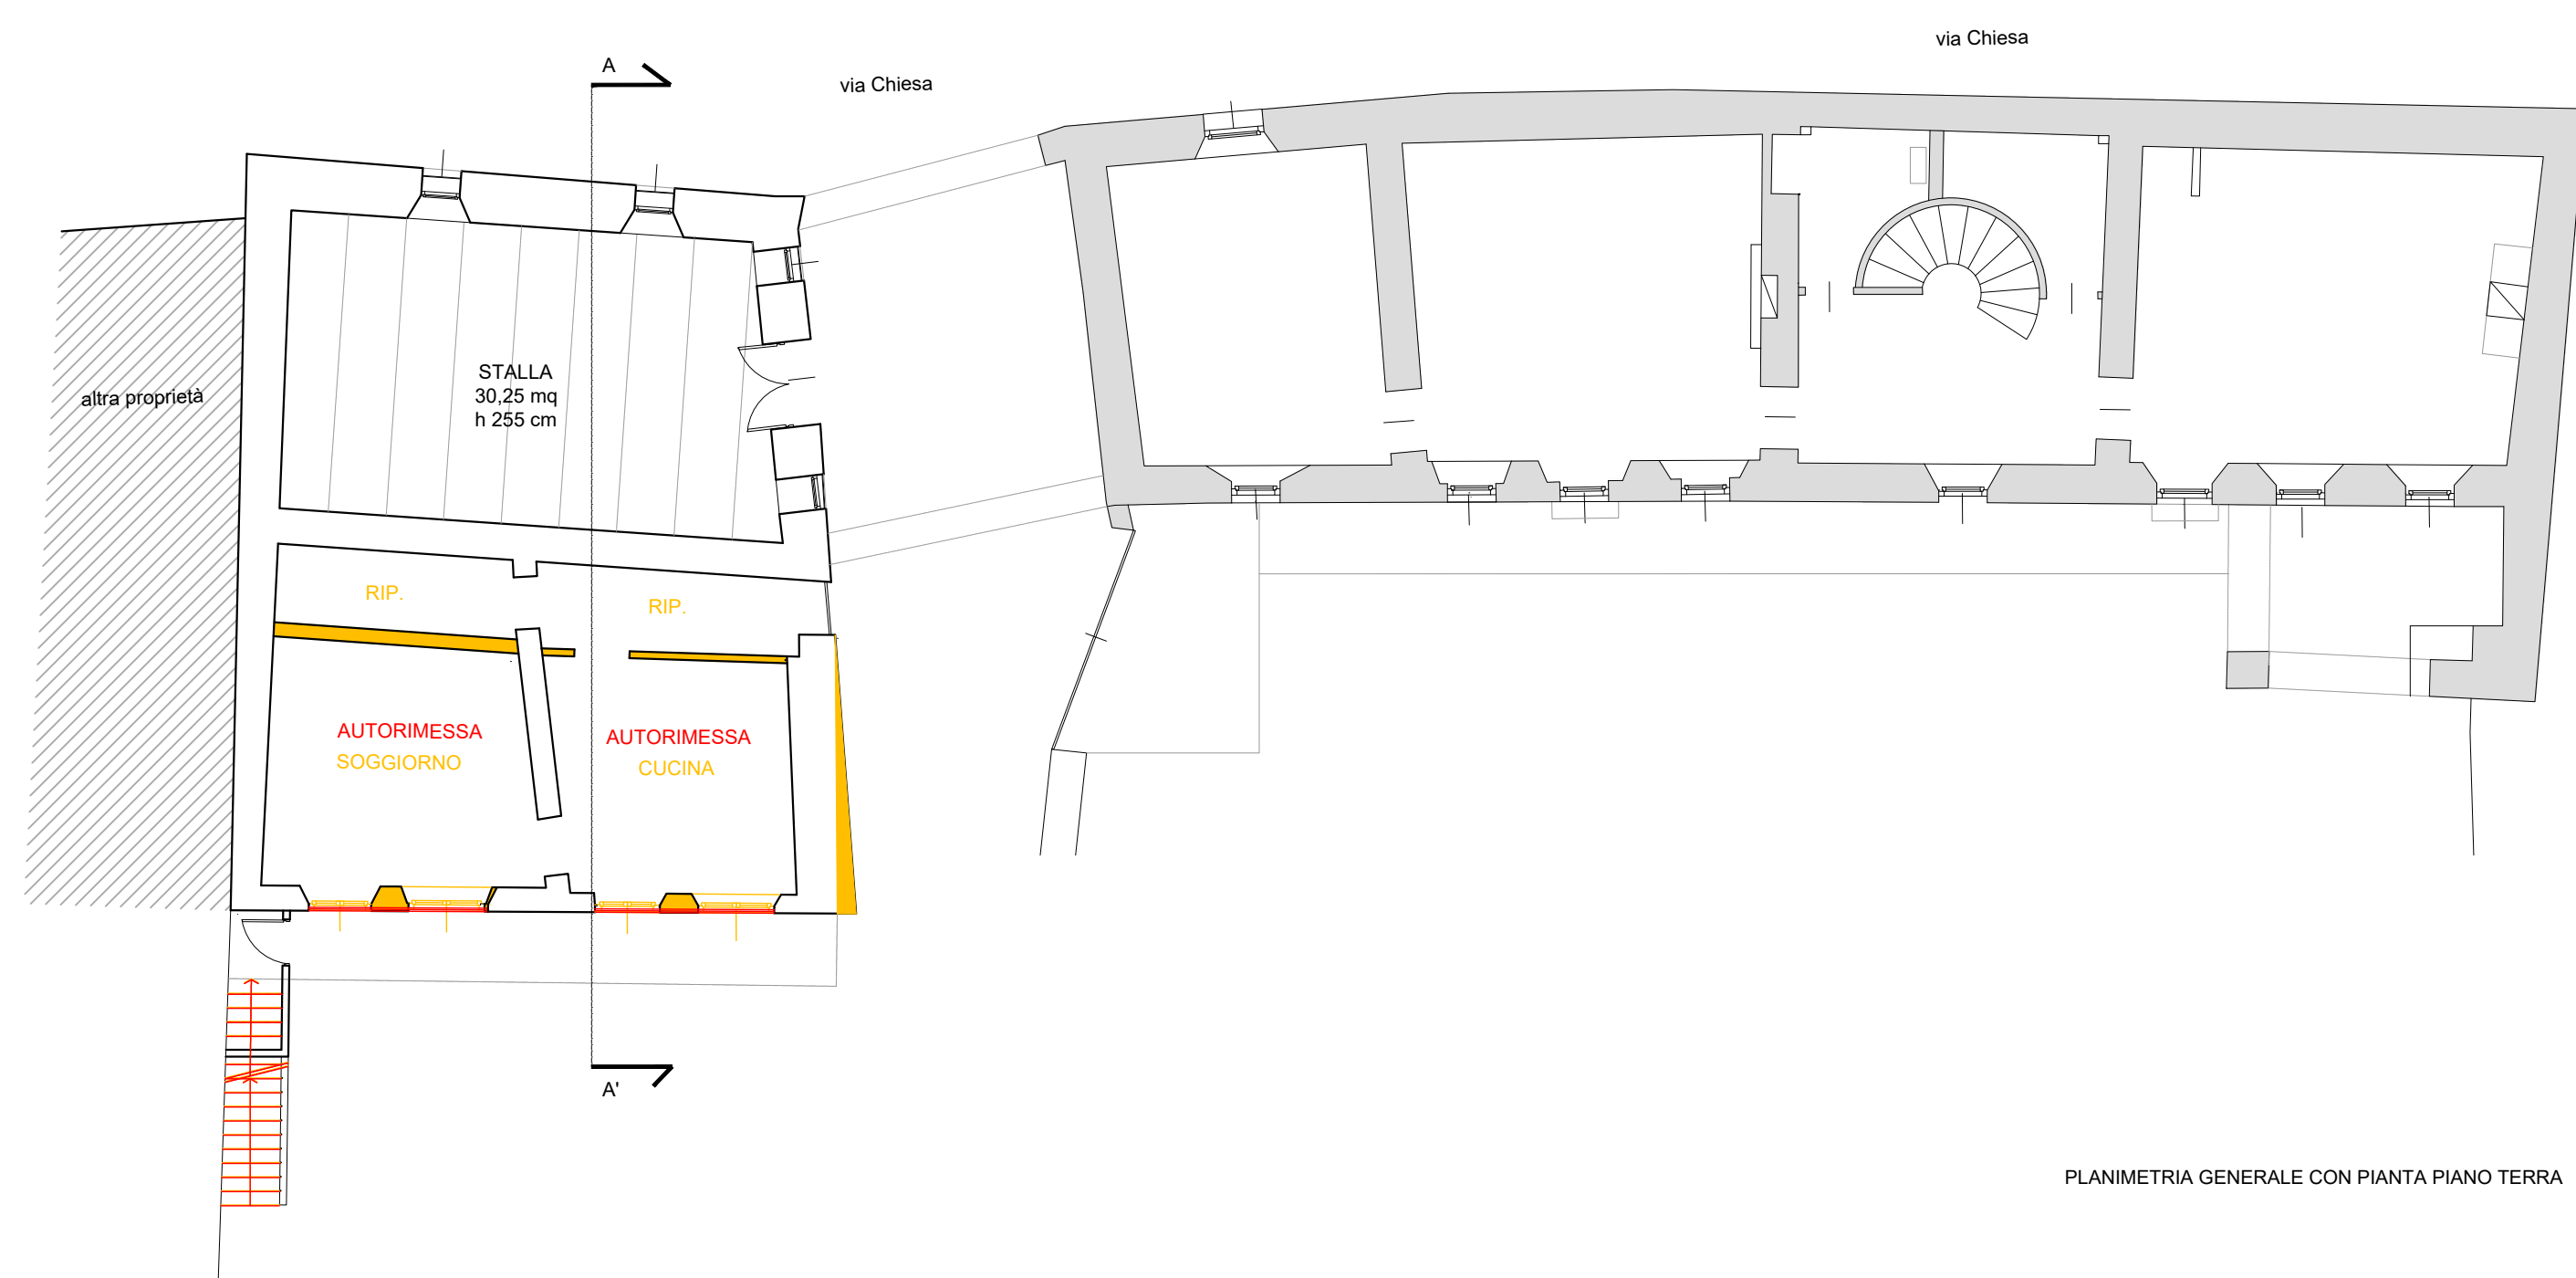 via Chiesa
A
via Chiesa
STALLA
30,25 mq
h 255 cm
altra proprietà
RIP.
RIP.
AUTORIMESSA
SOGGIORNO
AUTORIMESSA
CUCINA
A'
PLANIMETRIA GENERALE CON PIANTA PIANO TERRA